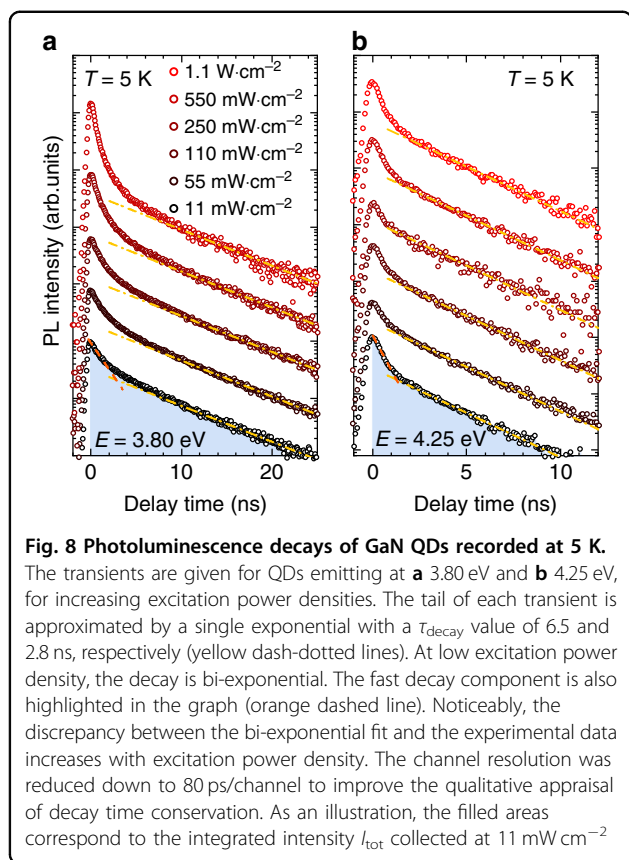 a
b
T = 5 K
1.1 W·cm−2
550 mW·cm−2
250 mW·cm−2
110 mW·cm−2
55 mW·cm−2
11 mW·cm−2
T = 5 K
PL intensity (arb.units)
E = 3.80 eV
E = 4.25 eV
0 10 20
0 5 10
Delay time (ns)
Delay time (ns)
Fig. 8 Photoluminescence decays of GaN QDs recorded at 5 K.
The transients are given for QDs emitting at a 3.80 eV and b 4.25 eV,
for increasing excitation power densities. The tail of each transient is
approximated by a single exponential with a τdecay value of 6.5 and
2.8 ns, respectively (yellow dash-dotted lines). At low excitation power
density, the decay is bi-exponential. The fast decay component is also
highlighted in the graph (orange dashed line). Noticeably, the
discrepancy between the bi-exponential fit and the experimental data
increases with excitation power density. The channel resolution was
reduced down to 80 ps/channel to improve the qualitative appraisal
of decay time conservation. As an illustration, the filled areas
correspond to the integrated intensity Itot collected at 11 mW cm−2